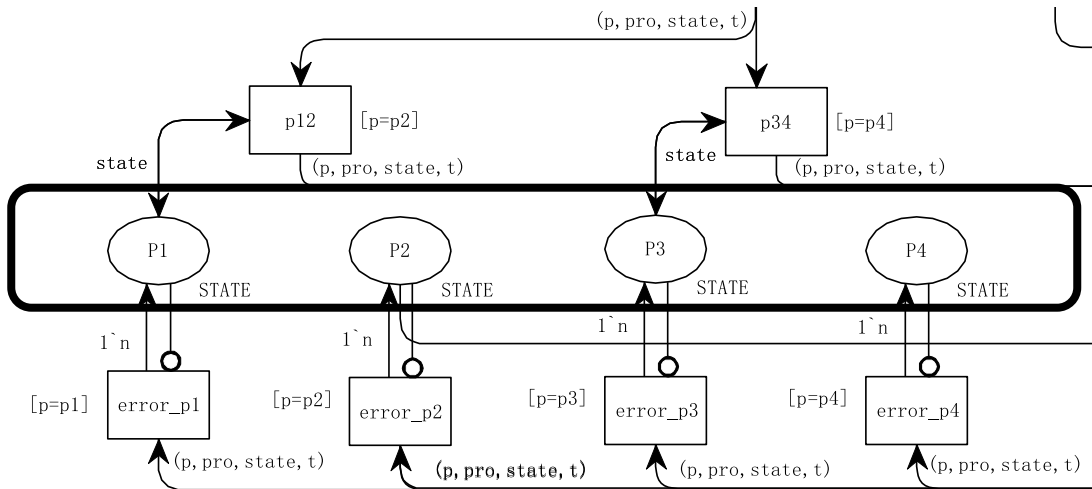 (p,pro,state,t)
p12 [p=p2] p34 [p=p4]
state state
(p,pro,state,t) (p,pro,state,t)
P1 P2 P3 P4
STATE STATE STATE STATE
1`n 1`n 1`n 1`n
[p=p1] error_p1 [p=p2] error_p2 [p=p3] error_p3 [p=p4] error_p4
(p,pro,state,t) (p,pro,state,t) (p,pro,state,t) (p,pro,state,t)